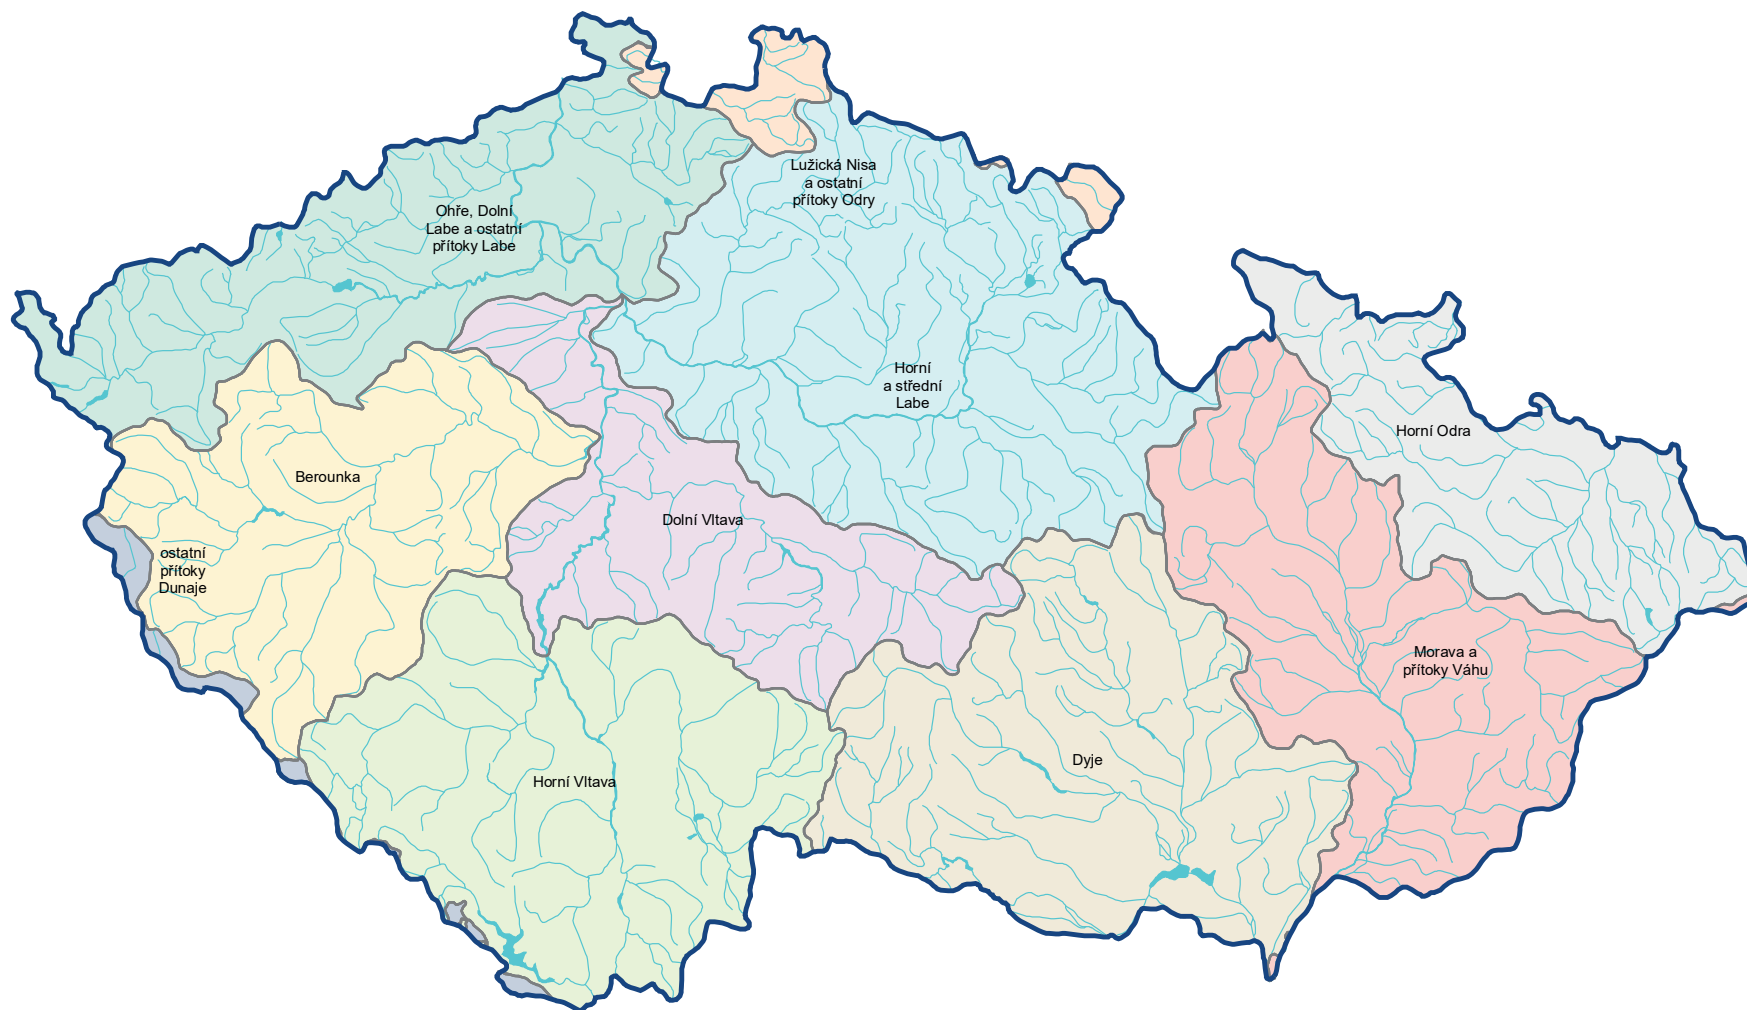 Lužická Nisa
a ostatní
přítoky Odry
Ohře, Dolní
Labe a ostatní
přítoky Labe
Horní
a střední
Labe
Horní Odra
Berounka
Dolní Vltava
ostatní
přítoky
Dunaje
Morava a
přítoky Váhu
Dyje
Horní Vltava